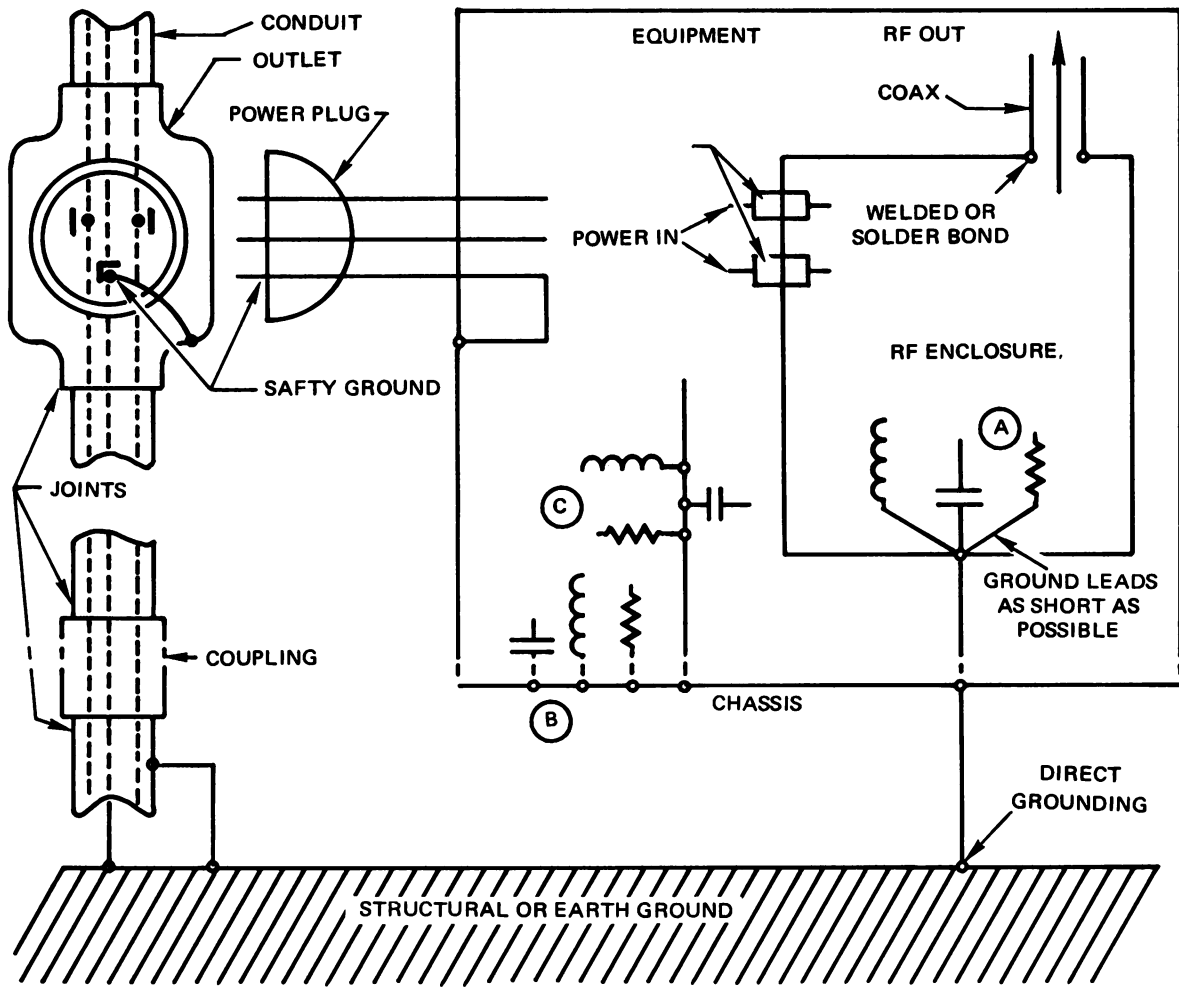 CONDUIT
OUTLET
POWER PLUG
EQUIPMENT
RF OUT
COAX
WELDED OR
SOLDER BOND
POWER IN
RF ENCLOSURE.
SAFTY GROUND
A
JOINTS
C
GROUND LEADS
AS SHORT AS
POSSIBLE
COUPLING
B
CHASSIS
DIRECT
GROUNDING
STRUCTURAL OR EARTH GROUND